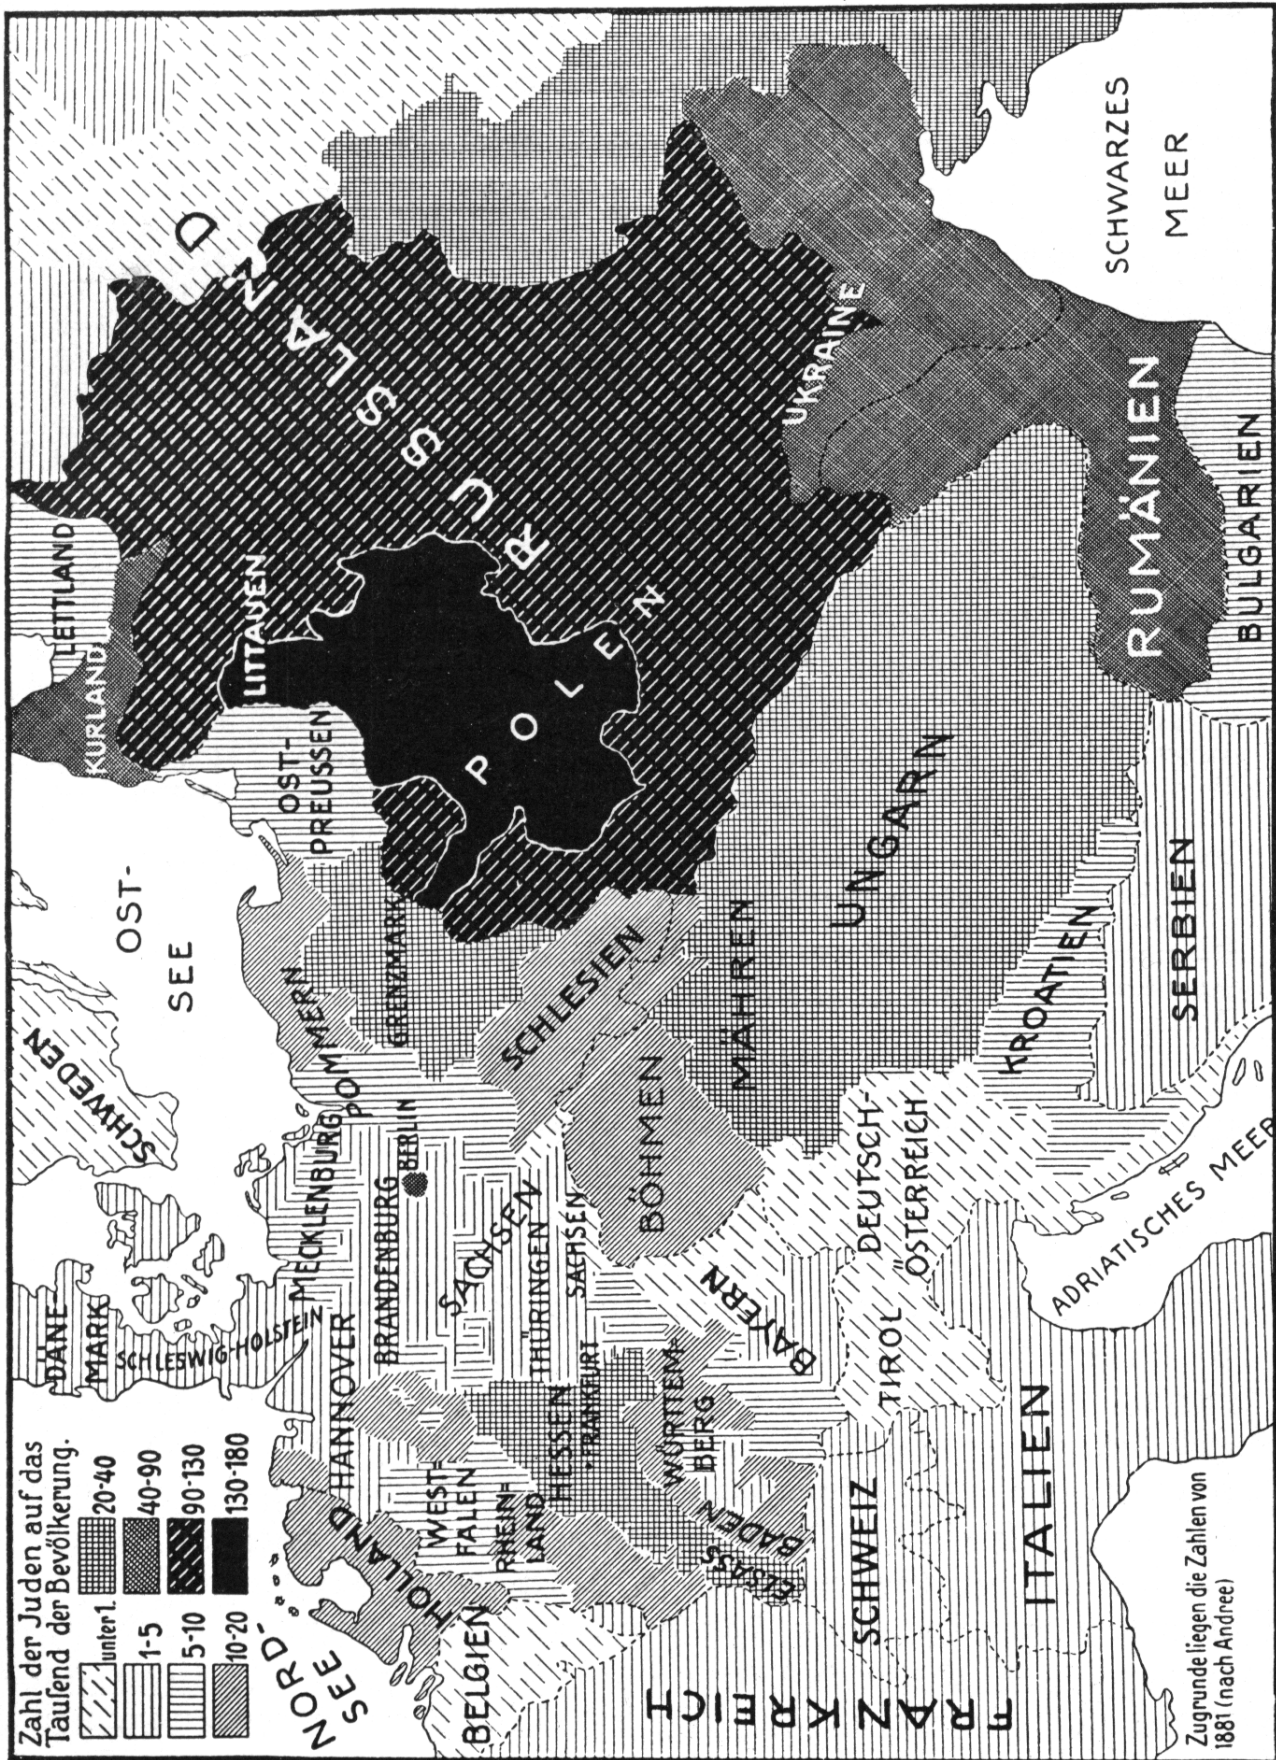 Zahl der Juden auf das
Tausend der Bevölkerung.
unter 1.
1-5
5-10
10-20
20-40
40-90
90-130
130-180
NORD-
SEE
DÄNE-
MARK
SCHLESWIG-HOLSTEIN
SCHWEDEN
OST-
SEE
KURLAND
LETTLAND
LITTAUEN
RUSSLAND
OST-
PREUSSEN
POLEN
UKRAINE
HOLLAND
HANNOVER
MECKLENBURG
POMMERN
GRENZMARK
BRANDENBURG
BERLIN
WEST=
FALEN
SACHSEN
BELGIEN
RHEIN=
LAND
HESSEN
THÜRINGEN
SACHSEN
FRANKFURT
SCHLESIEN
BÖHMEN
MÄHREN
WÜRTTEM=
BERG
BAYERN
ELSASS
BADEN
FRANKREICH
SCHWEIZ
TIROL
DEUTSCH-
ÖSTERREICH
UNGARN
KROATIEN
SERBIEN
RUMÄNIEN
BULGARIEN
SCHWARZES
MEER
ITALIEN
ADRIATISCHES MEER
Zugrunde liegen die Zahlen von
1881 (nach Andree)